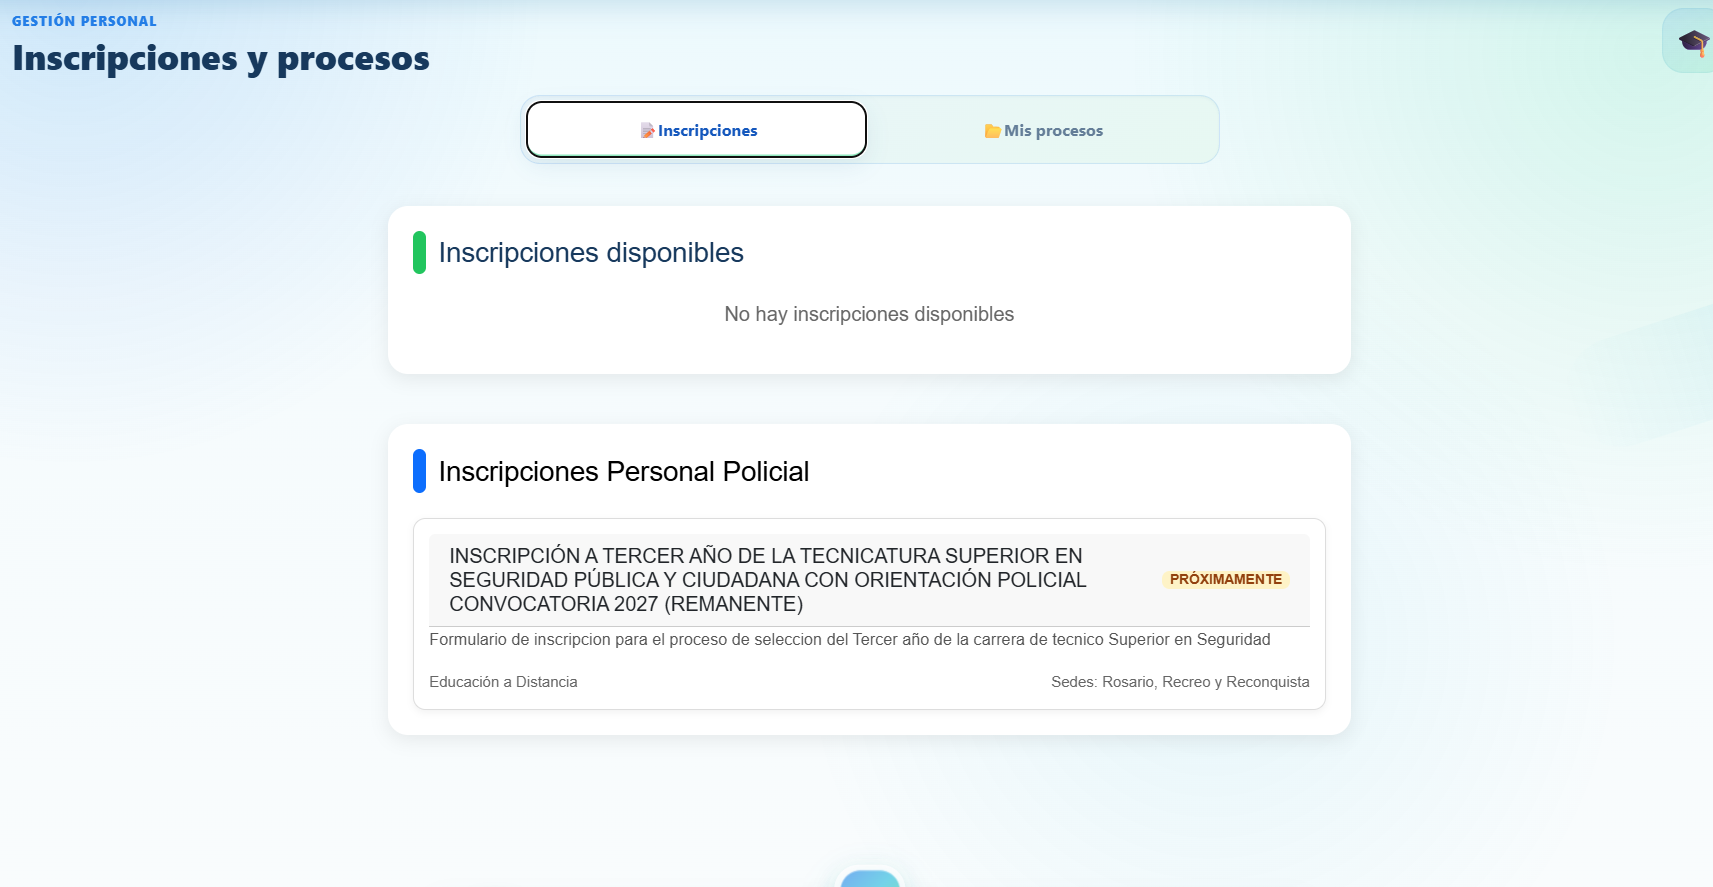 GESTIÓN PERSONAL
Inscripciones y procesos
Inscripciones
Mis procesos
Inscripciones disponibles
No hay inscripciones disponibles
Inscripciones Personal Policial
INSCRIPCIÓN A TERCER AÑO DE LA TECNICATURA SUPERIOR EN
SEGURIDAD PÚBLICA Y CIUDADANA CON ORIENTACIÓN POLICIAL
CONVOCATORIA 2027 (REMANENTE)
PRÓXIMAMENTE
Formulario de inscripcion para el proceso de seleccion del Tercer año de la carrera de tecnico Superior en Seguridad
Educación a Distancia
Sedes: Rosario, Recreo y Reconquista